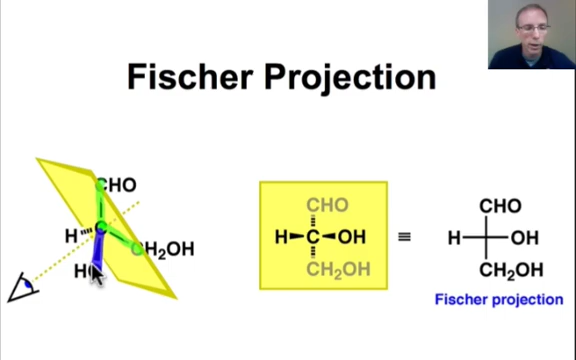 Fischer Projection
CHO
C
H
CH2OH
H
CHO
H C OH
CH2OH
≡
CHO
H OH
CH2OH
Fischer projection